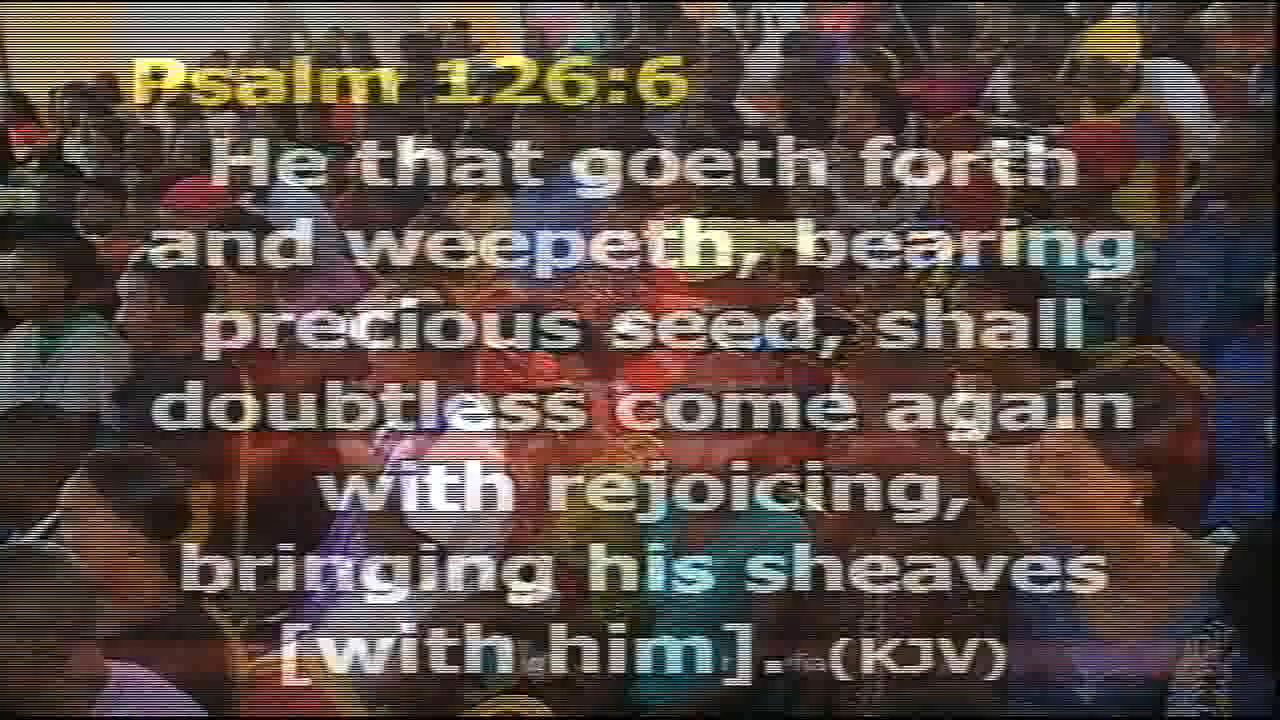 Psalm 126:6
He that goeth forth
and weepeth, bearing
precious seed, shall
doubtless come again
with rejoicing,
bringing his sheaves
[with him]. (KJV)